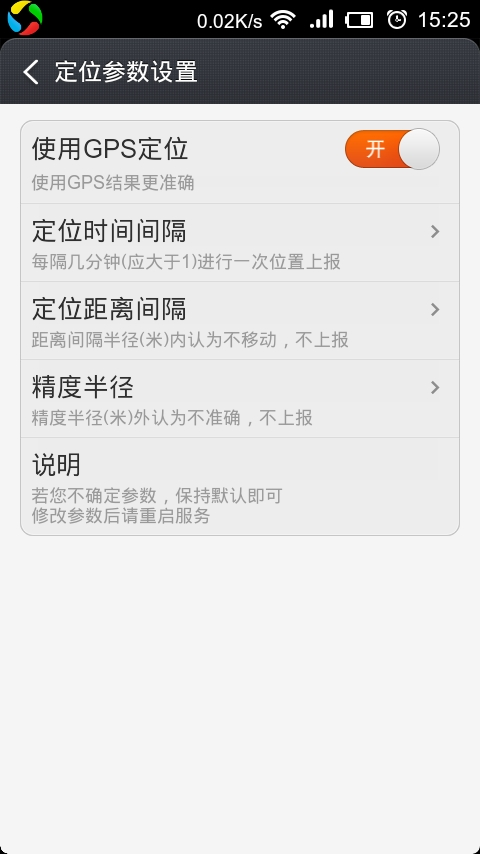 0.02K/s 15:25
定位参数设置
使用GPS定位
开
使用GPS结果更准确
定位时间间隔
每隔几分钟(应大于1)进行一次位置上报
定位距离间隔
距离间隔半径(米)内认为不移动，不上报
精度半径
精度半径(米)外认为不准确，不上报
说明
若您不确定参数，保持默认即可
修改参数后请重启服务